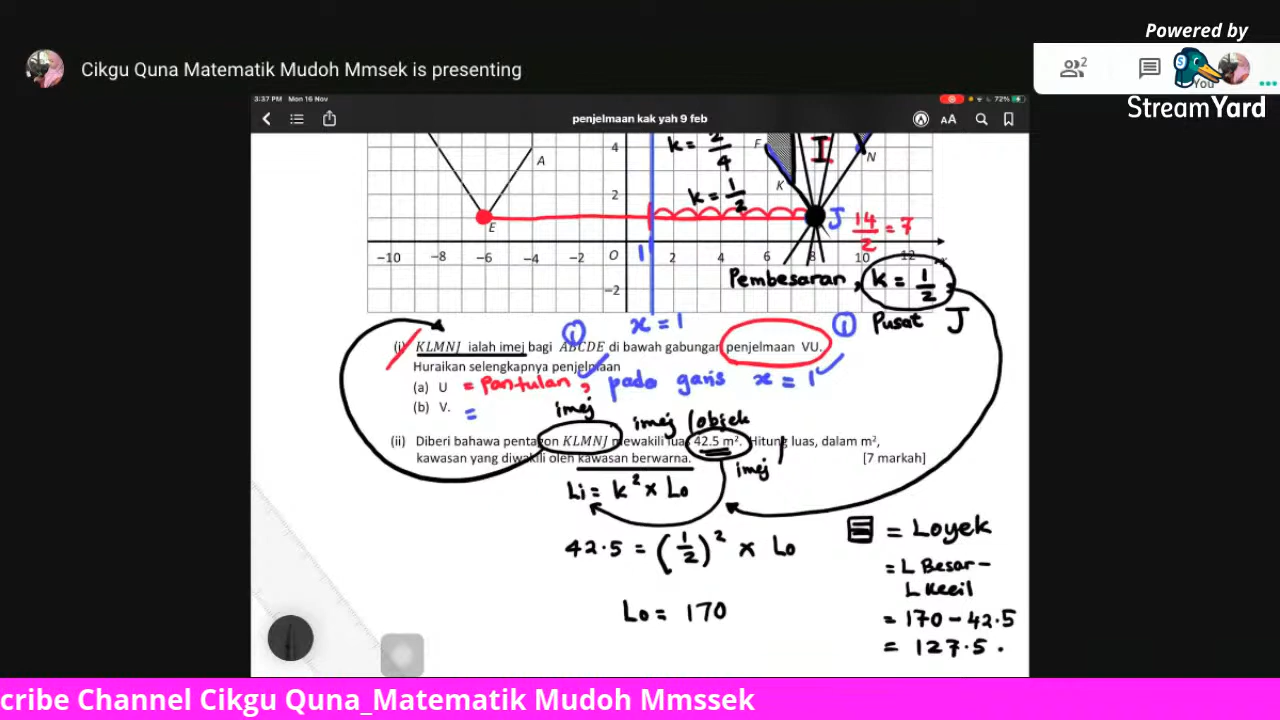 Powered by
StreamYard
Cikgu Quna Matematik Mudoh Mmsek is presenting
2
You
3:37 PM Mon 16 Nov
72%
penjelmaan kak yah 9 feb
AA
4
A
k = 2/4
F
I
N
2
k = 1/2
K
E
J
14/2 = 7
-10 -8 -6 -4 -2 O 1 2 4 6 8 10 12 x
-2
Pembesaran, k = 1/2,
Pusat J
x = 1
(i) KLMNJ ialah imej bagi ABCDE di bawah gabungan penjelmaan VU.
Huraikan selengkapnya penjelmaan
(a) U = Pantulan, pada garis x = 1
(b) V. =
imej
imej / objek
(ii) Diberi bahawa pentagon KLMNJ mewakili luas 42.5 m². Hitung luas, dalam m²,
kawasan yang diwakili oleh kawasan berwarna. [7 markah]
imej
Li = k² x Lo
42.5 = (1/2)² x Lo
Lo = 170
= Loyek
= L Besar -
L Kecil
= 170 - 42.5
= 127.5 .
cribe Channel Cikgu Quna_Matematik Mudoh Mmssek